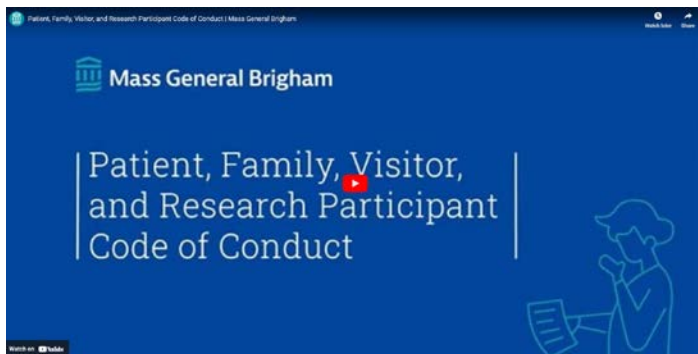 Patient, Family, Visitor, and Research Participant Code of Conduct | Mass General Brigham
Watch later
Share
Mass General Brigham
Patient, Family, Visitor,
and Research Participant
Code of Conduct
Watch on YouTube